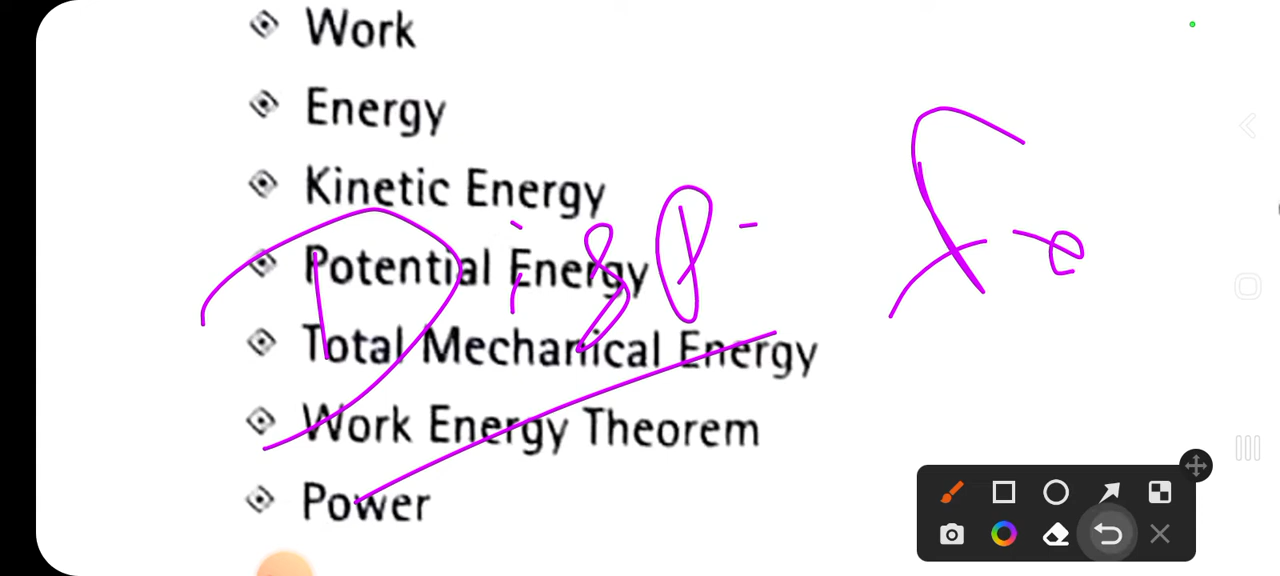 Work
Energy
Kinetic Energy
Potential Energy
Total Mechanical Energy
Work Energy Theorem
Power